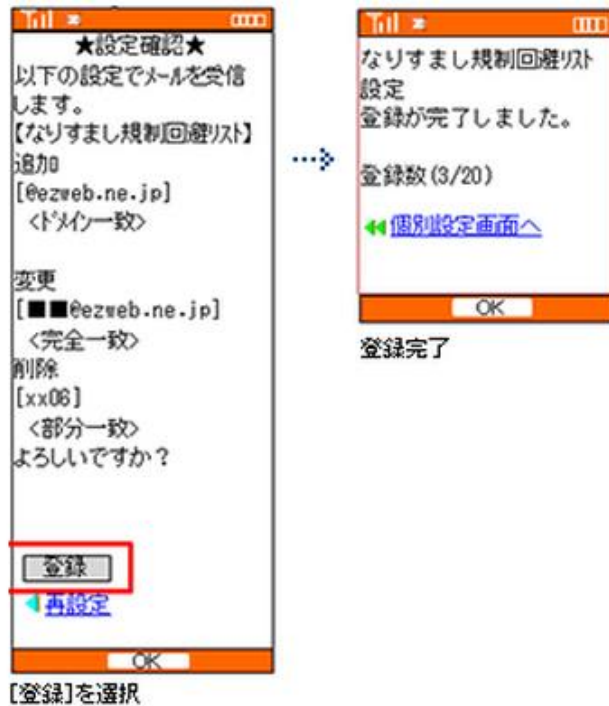 ★設定確認★
以下の設定でメールを受信
します。
【なりすまし規制回避リスト】
追加
[@ezweb.ne.jp]
<ドメイン一致>
変更
[■■@ezweb.ne.jp]
<完全一致>
削除
[xx06]
<部分一致>
よろしいですか？
登録
再設定
OK
[登録]を選択
なりすまし規制回避リスト
設定
登録が完了しました。
登録数(3/20)
個別設定画面へ
OK
登録完了